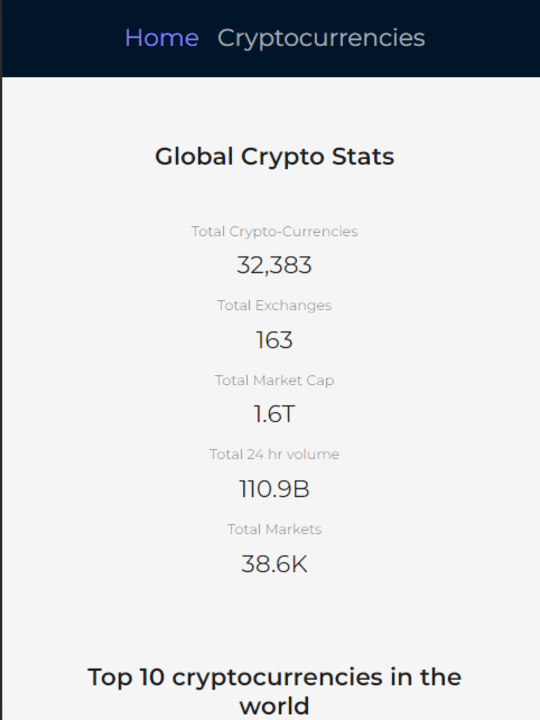 Home Cryptocurrencies
Global Crypto Stats
Total Crypto-Currencies
32,383
Total Exchanges
163
Total Market Cap
1.6T
Total 24 hr volume
110.9B
Total Markets
38.6K
Top 10 cryptocurrencies in the
world